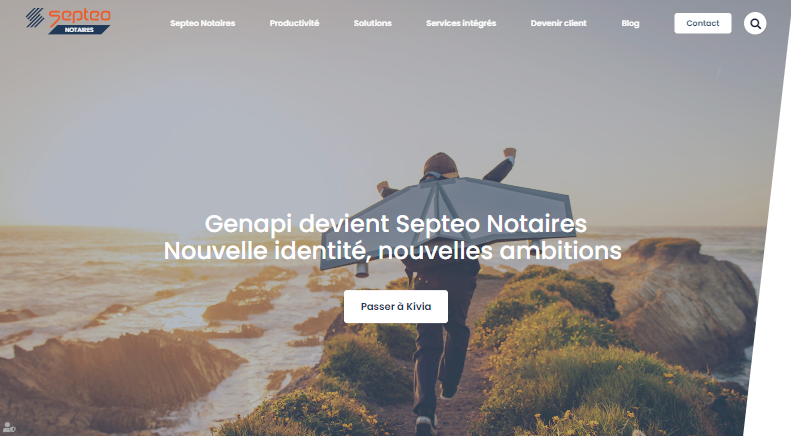 Septeo
NOTAIRES
Septeo Notaires
Productivité
Solutions
Services intégrés
Devenir client
Blog
Contact
Genapi devient Septeo Notaires
Nouvelle identité, nouvelles ambitions
Passer à Kivia